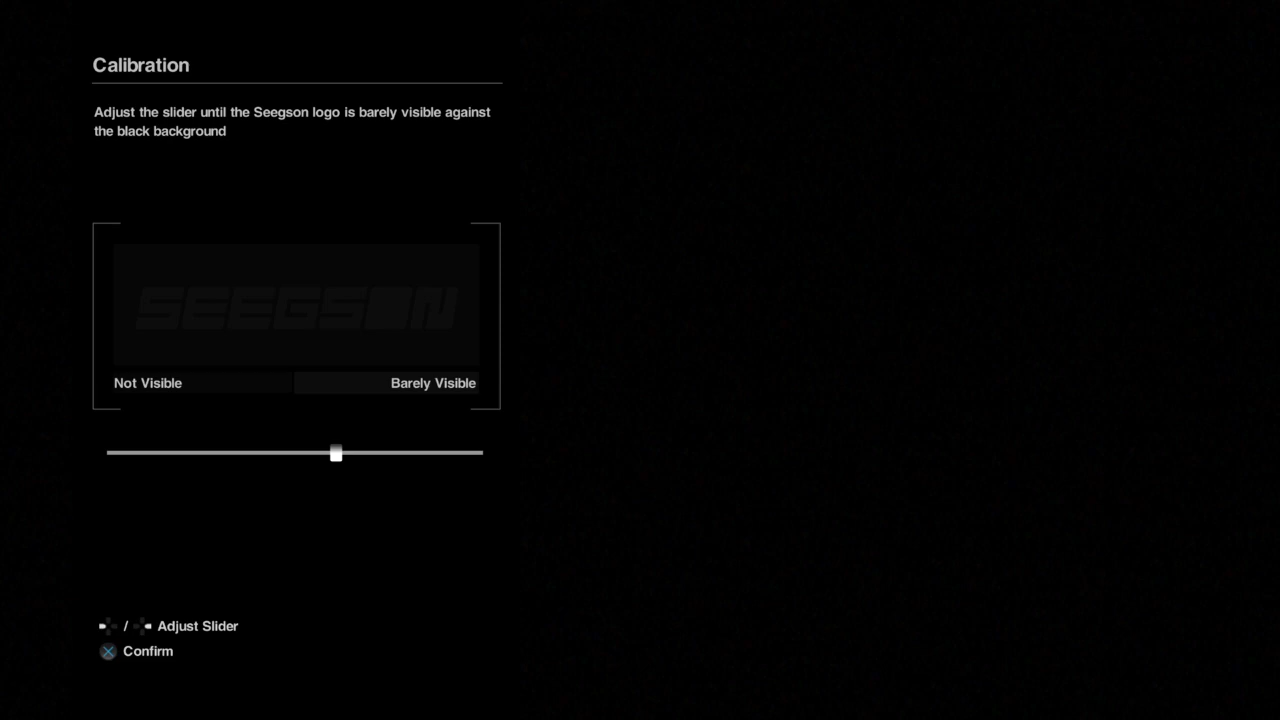 Calibration
Adjust the slider until the Seegson logo is barely visible against
the black background
SEEGSON
Not Visible
Barely Visible
/ Adjust Slider
Confirm